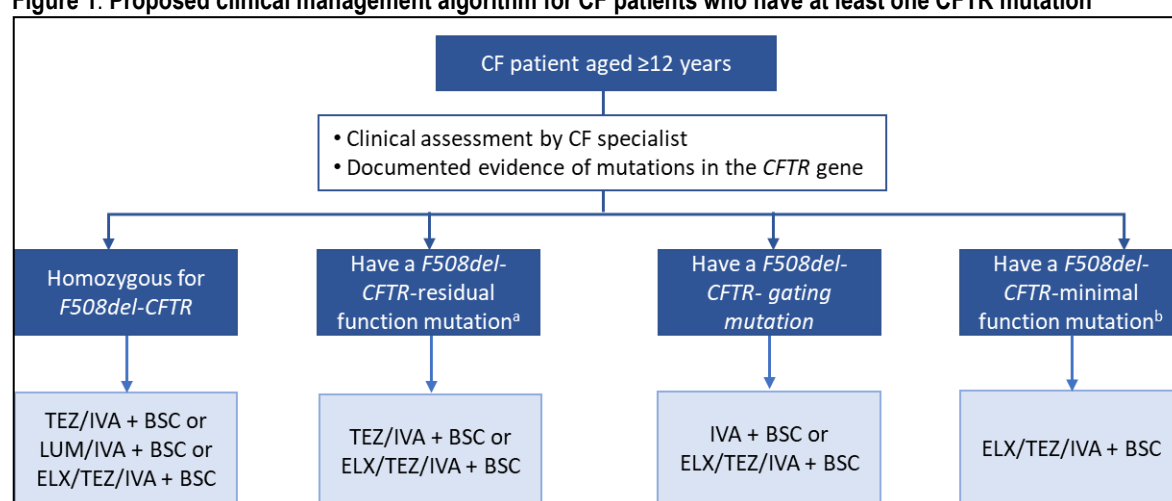 Figure 1. Proposed clinical management algorithm for CF patients who have at least one CFTR mutation
CF patient aged ≥12 years
• Clinical assessment by CF specialist
• Documented evidence of mutations in the CFTR gene
Homozygous for
F508del-CFTR
Have a F508del-
CFTR-residual
function mutationᵃ
Have a F508del-
CFTR- gating
mutation
Have a F508del-
CFTR-minimal
function mutationᵇ
TEZ/IVA + BSC or
LUM/IVA + BSC or
ELX/TEZ/IVA + BSC
TEZ/IVA + BSC or
ELX/TEZ/IVA + BSC
IVA + BSC or
ELX/TEZ/IVA + BSC
ELX/TEZ/IVA + BSC